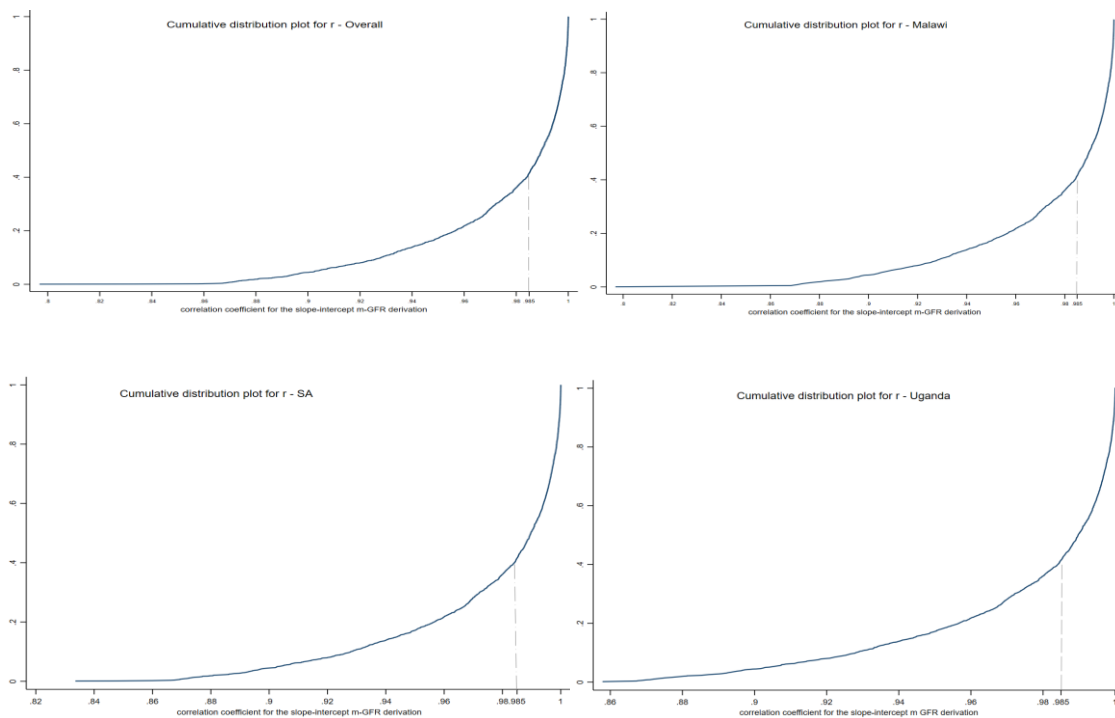 Cumulative distribution plot for r - Overall
1
.8
.6
.4
.2
0
.8 .82 .84 .86 .88 .9 .92 .94 .96 .98 .985 1
correlation coefficient for the slope-intercept m-GFR derivation
Cumulative distribution plot for r - Malawi
1
.8
.6
.4
.2
0
.8 .82 .84 .86 .88 .9 .92 .94 .96 .98 .985 1
correlation coefficient for the slope-intercept m-GFR derivation
Cumulative distribution plot for r - SA
1
.8
.6
.4
.2
0
.82 .84 .86 .88 .9 .92 .94 .96 .98.985 1
correlation coefficient for the slope-intercept m-GFR derivation
Cumulative distribution plot for r - Uganda
1
.8
.6
.4
.2
0
.86 .88 .9 .92 .94 .96 .98 .985 1
correlation coefficient for the slope-intercept m GFR derivation